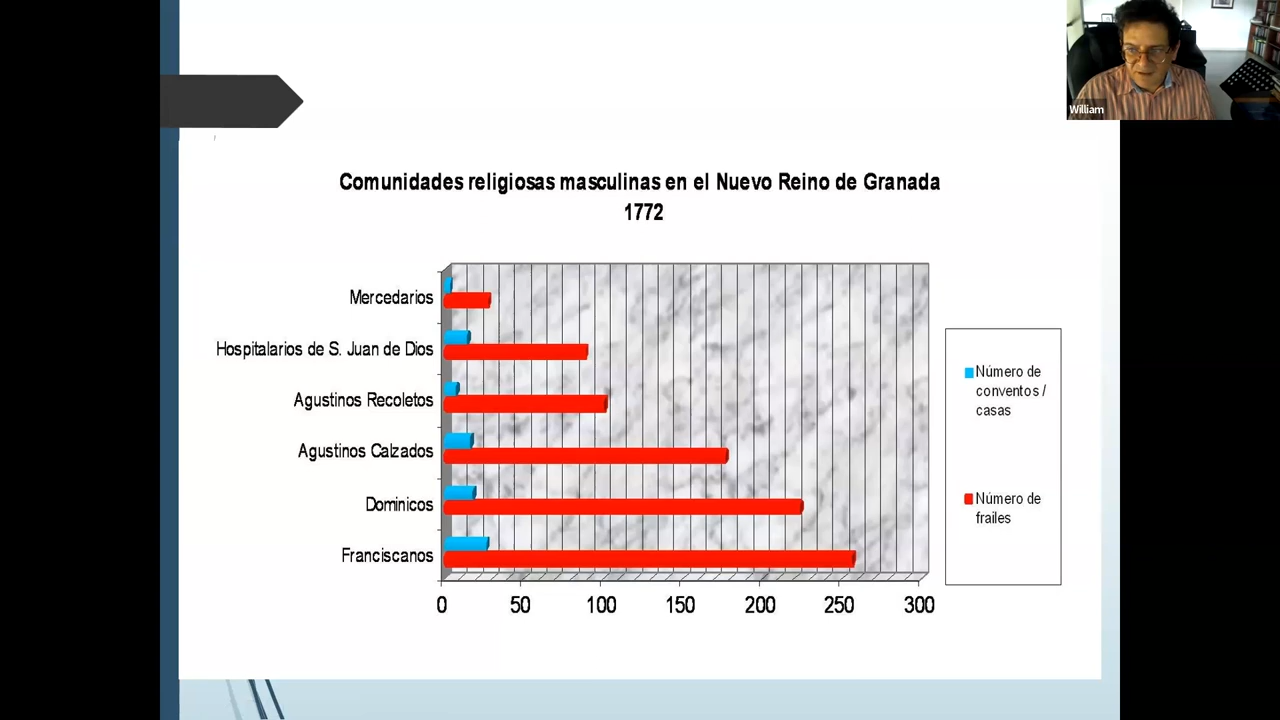 William
Comunidades religiosas masculinas en el Nuevo Reino de Granada
1772
Mercedarios
Hospitalarios de S. Juan de Dios
Agustinos Recoletos
Agustinos Calzados
Dominicos
Franciscanos
0 50 100 150 200 250 300
Número de
conventos /
casas
Número de
frailes